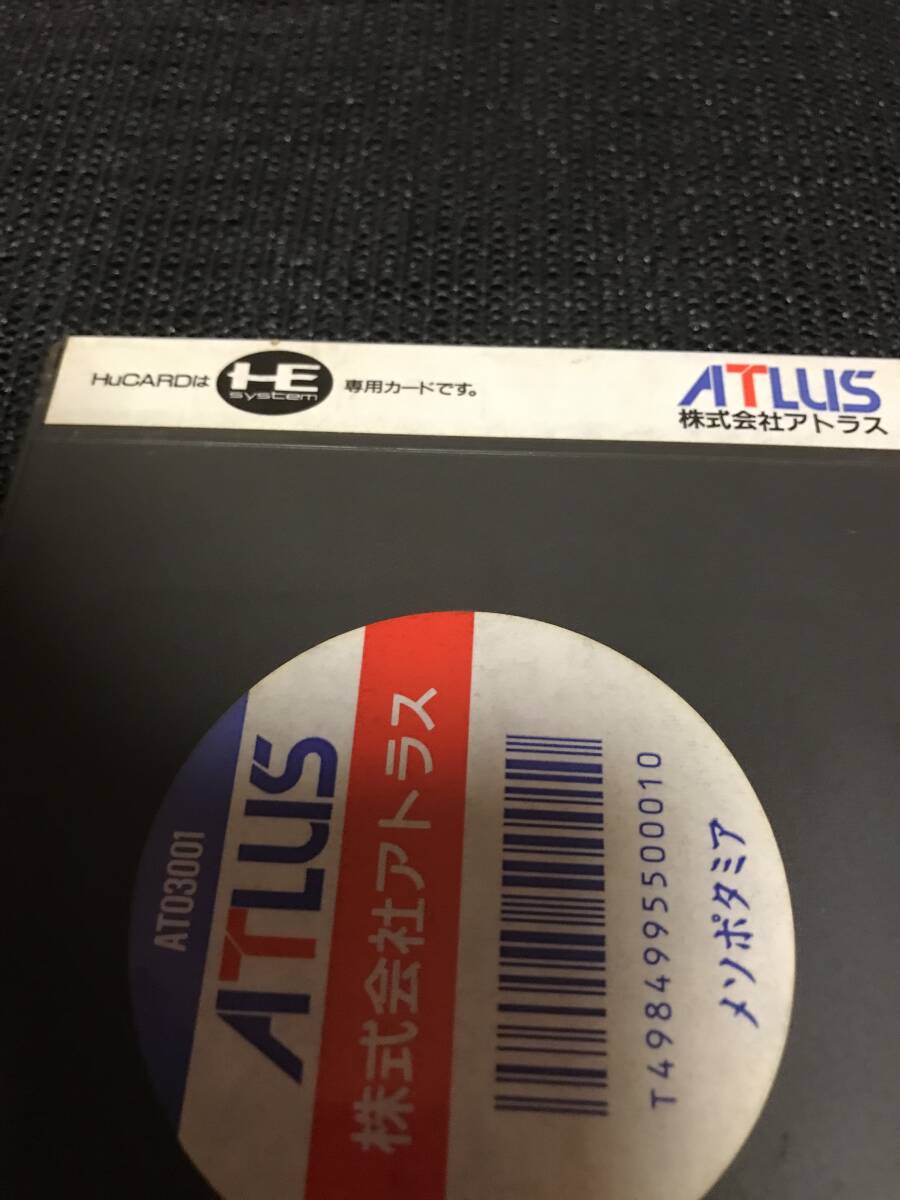 HuCARDは HE system 専用カードです。
ATLUS
株式会社アトラス
AT03001
ATLUS
株式会社アトラス
T4984995500010
メソポタミア